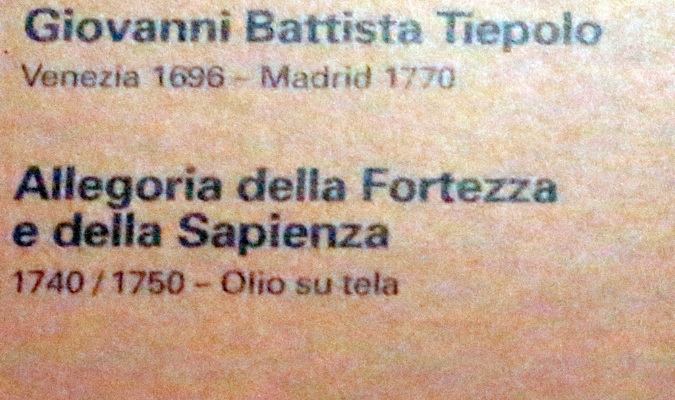 Giovanni Battista Tiepolo
Venezia 1696 – Madrid 1770
Allegoria della Fortezza
e della Sapienza
1740 / 1750 – Olio su tela